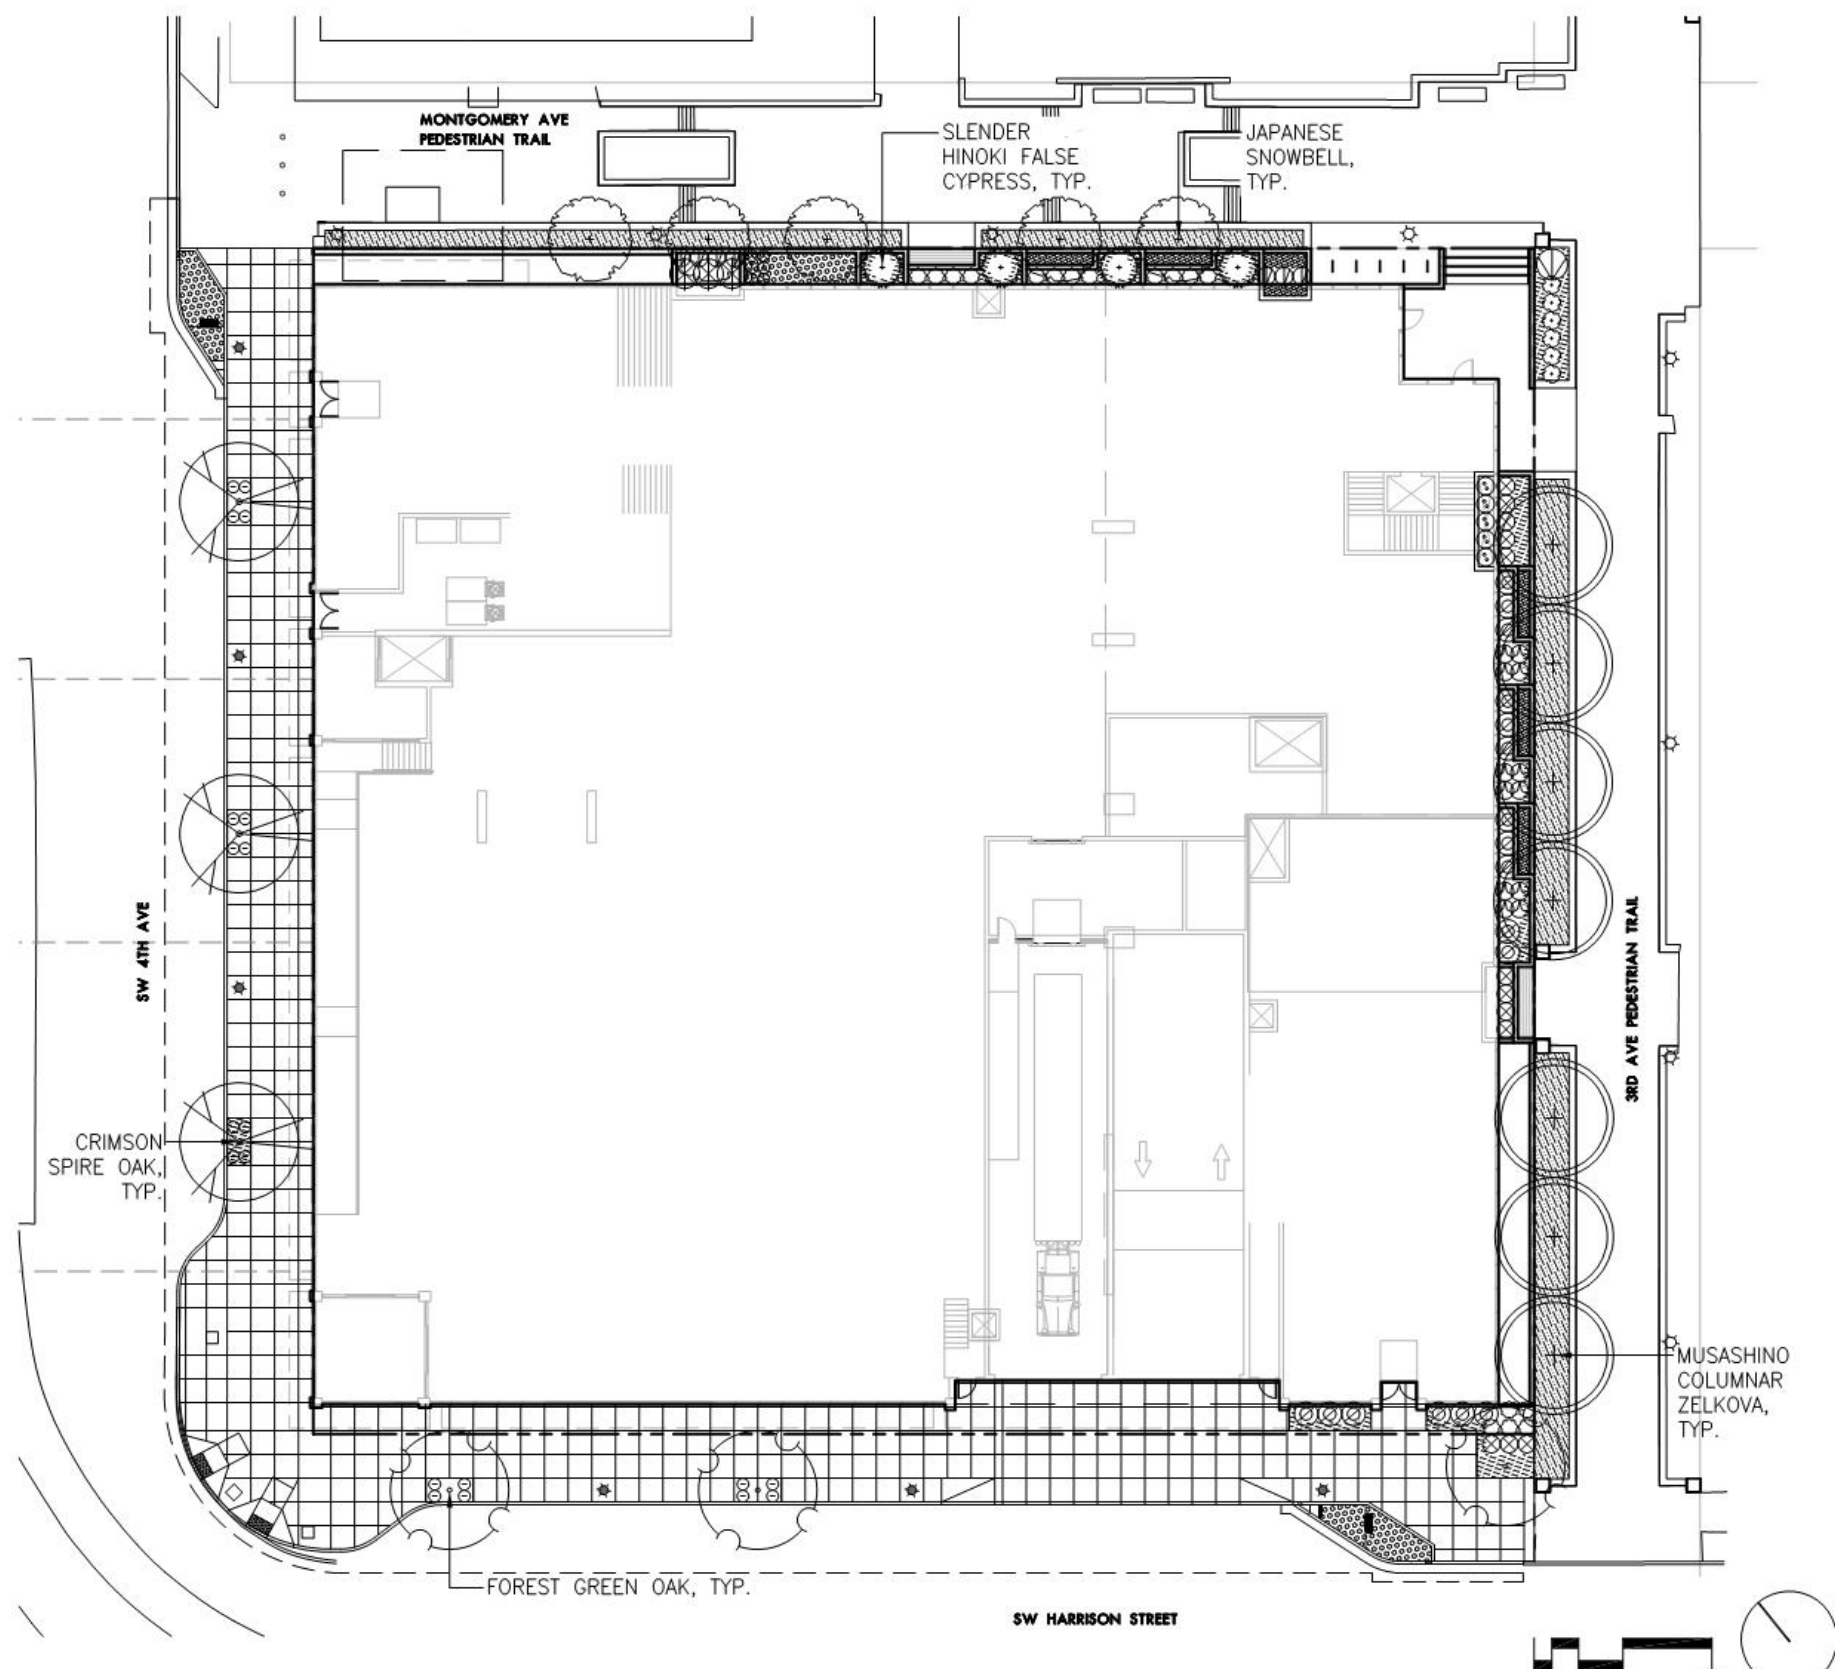 MONTGOMERY AVE
PEDESTRIAN TRAIL
SLENDER
HINOKI FALSE
CYPRESS, TYP.
JAPANESE
SNOWBELL,
TYP.
SW 4TH AVE
3RD AVE PEDESTRIAN TRAIL
CRIMSON
SPIRE OAK,
TYP.
MUSASHINO
COLUMNAR
ZELKOVA,
TYP.
FOREST GREEN OAK, TYP.
SW HARRISON STREET